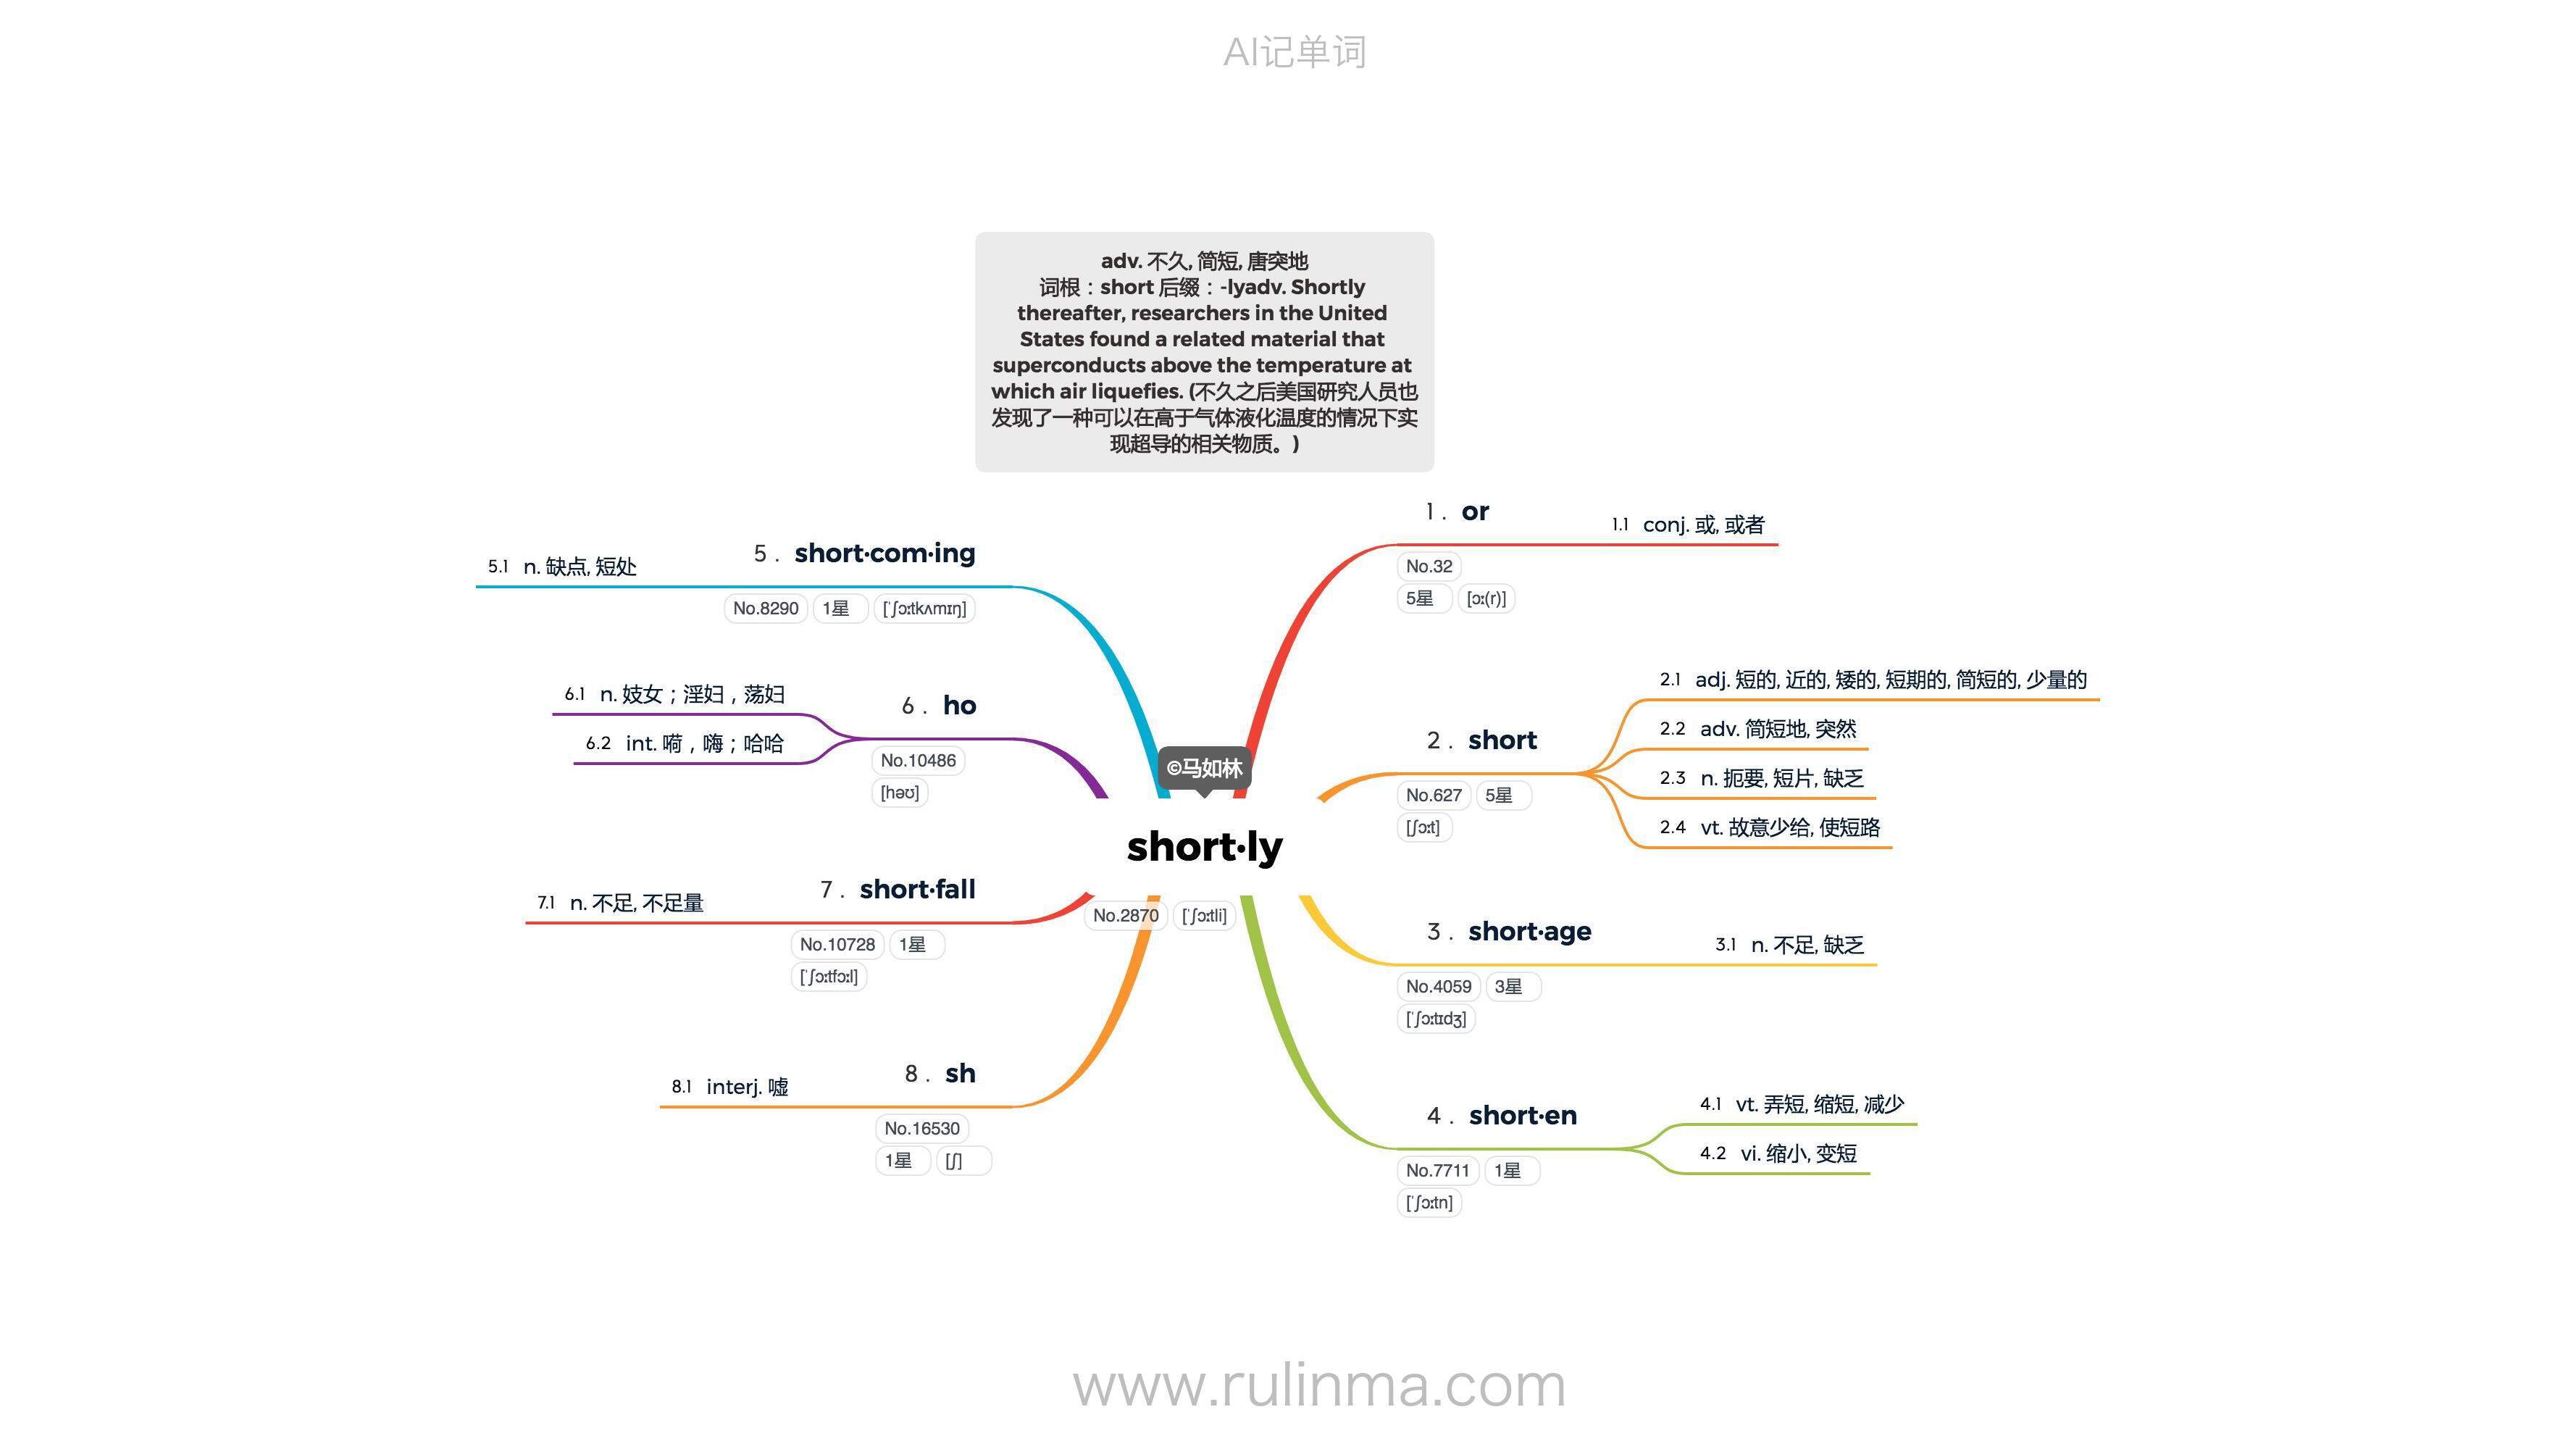 AI记单词
adv. 不久, 简短, 唐突地
词根：short 后缀：-lyadv. Shortly
thereafter, researchers in the United
States found a related material that
superconducts above the temperature at
which air liquefies. (不久之后美国研究人员也
发现了一种可以在高于气体液化温度的情况下实
现超导的相关物质。)
©马如林
short·ly
No.2870 [ˈʃɔːtli]
1. or
No.32
5星 [ɔː(r)]
1.1 conj. 或, 或者
2. short
No.627 5星
[ʃɔːt]
2.1 adj. 短的, 近的, 矮的, 短期的, 简短的, 少量的
2.2 adv. 简短地, 突然
2.3 n. 扼要, 短片, 缺乏
2.4 vt. 故意少给, 使短路
3. short·age
No.4059 3星
[ˈʃɔːtɪdʒ]
3.1 n. 不足, 缺乏
4. short·en
No.7711 1星
[ˈʃɔːtn]
4.1 vt. 弄短, 缩短, 减少
4.2 vi. 缩小, 变短
5. short·com·ing
No.8290 1星 [ˈʃɔːtkʌmɪŋ]
5.1 n. 缺点, 短处
6. ho
No.10486
[həʊ]
6.1 n. 妓女；淫妇，荡妇
6.2 int. 嗬，嗨；哈哈
7. short·fall
No.10728 1星
[ˈʃɔːtfɔːl]
7.1 n. 不足, 不足量
8. sh
No.16530
1星 [ʃ]
8.1 interj. 嘘
www.rulinma.com